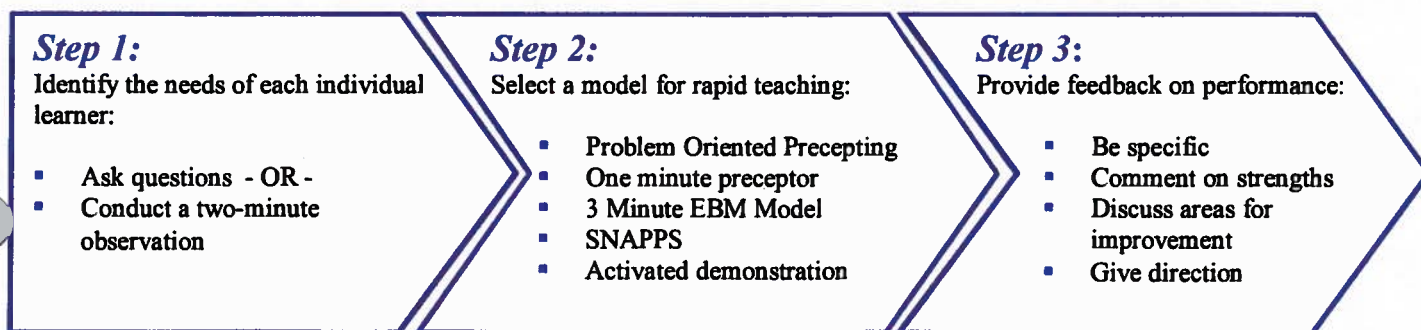 Step 1:
Identify the needs of each individual
learner:
▪ Ask questions - OR -
▪ Conduct a two-minute
observation
Step 2:
Select a model for rapid teaching:
▪ Problem Oriented Precepting
▪ One minute preceptor
▪ 3 Minute EBM Model
▪ SNAPPS
▪ Activated demonstration
Step 3:
Provide feedback on performance:
▪ Be specific
▪ Comment on strengths
▪ Discuss areas for
improvement
▪ Give direction